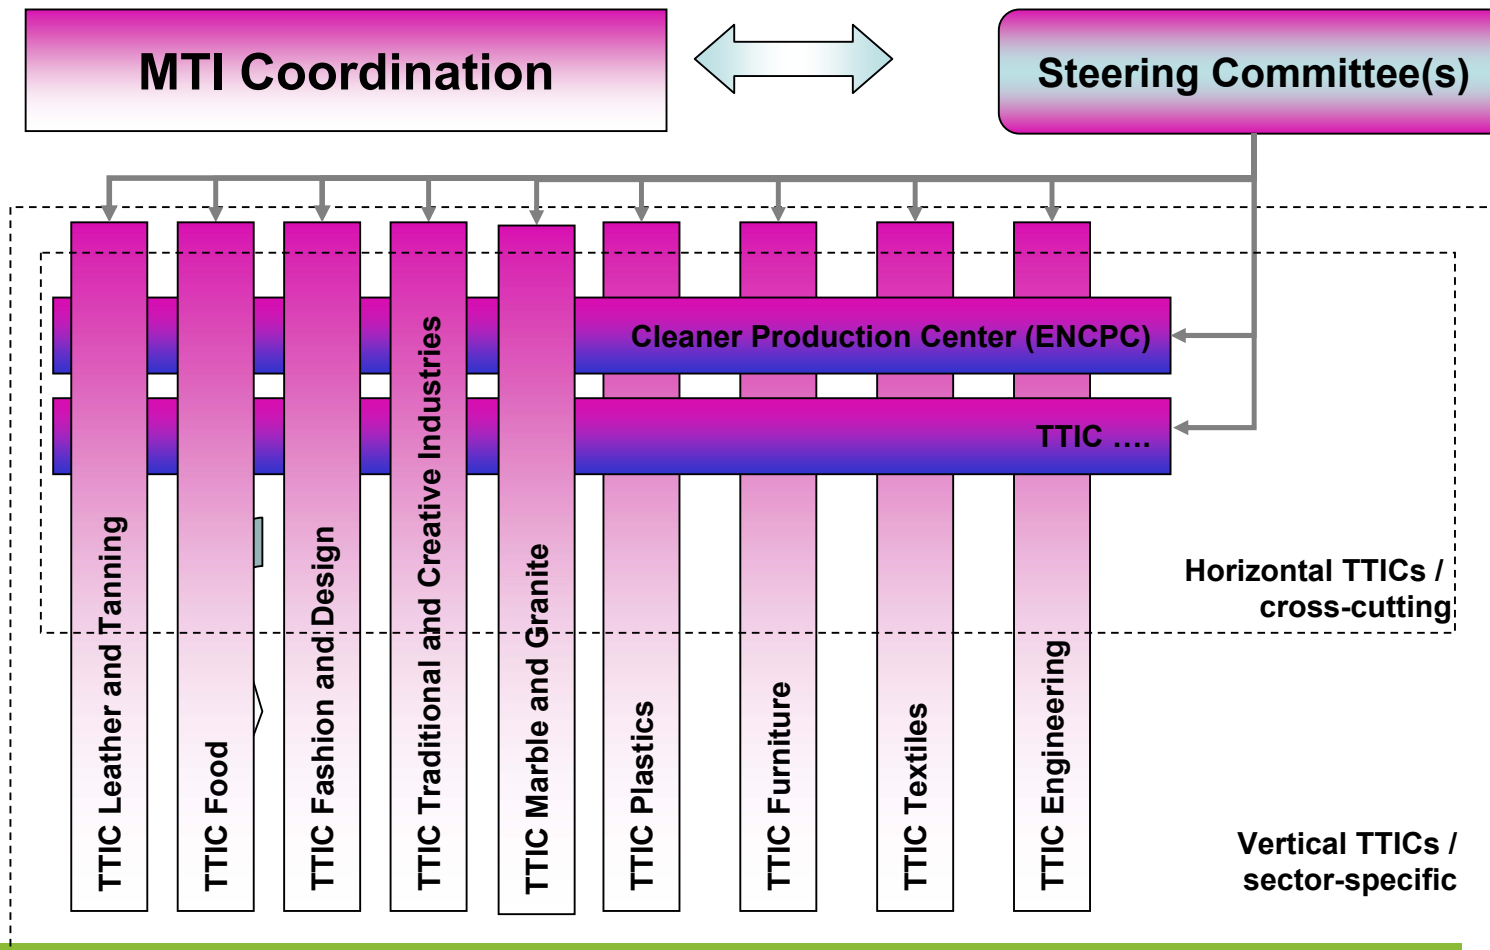 MTI Coordination
Steering Committee(s)
Cleaner Production Center (ENCPC)
TTIC ....
TTIC Leather and Tanning
TTIC Food
TTIC Fashion and Design
TTIC Traditional and Creative Industries
TTIC Marble and Granite
TTIC Plastics
TTIC Furniture
TTIC Textiles
TTIC Engineering
Horizontal TTICs /
cross-cutting
Vertical TTICs /
sector-specific